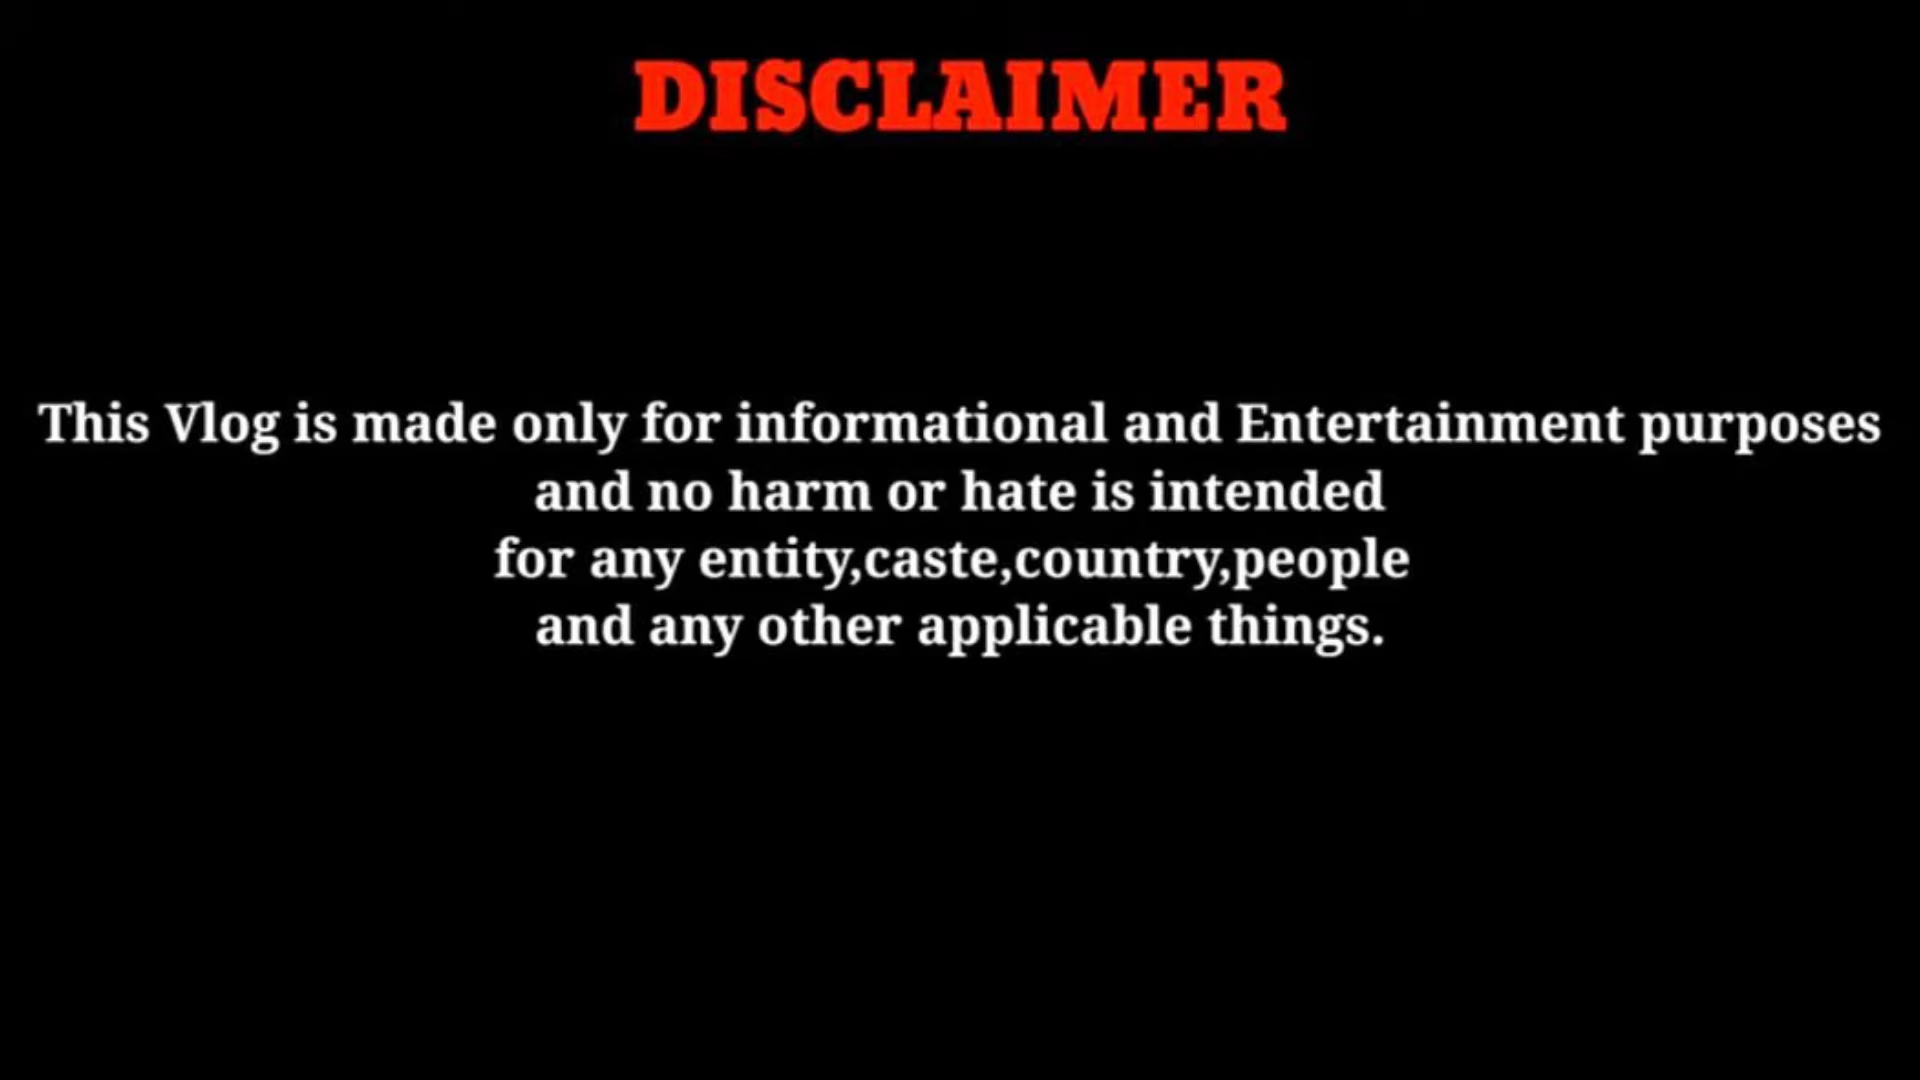 DISCLAIMER
This Vlog is made only for informational and Entertainment purposes
and no harm or hate is intended
for any entity,caste,country,people
and any other applicable things.